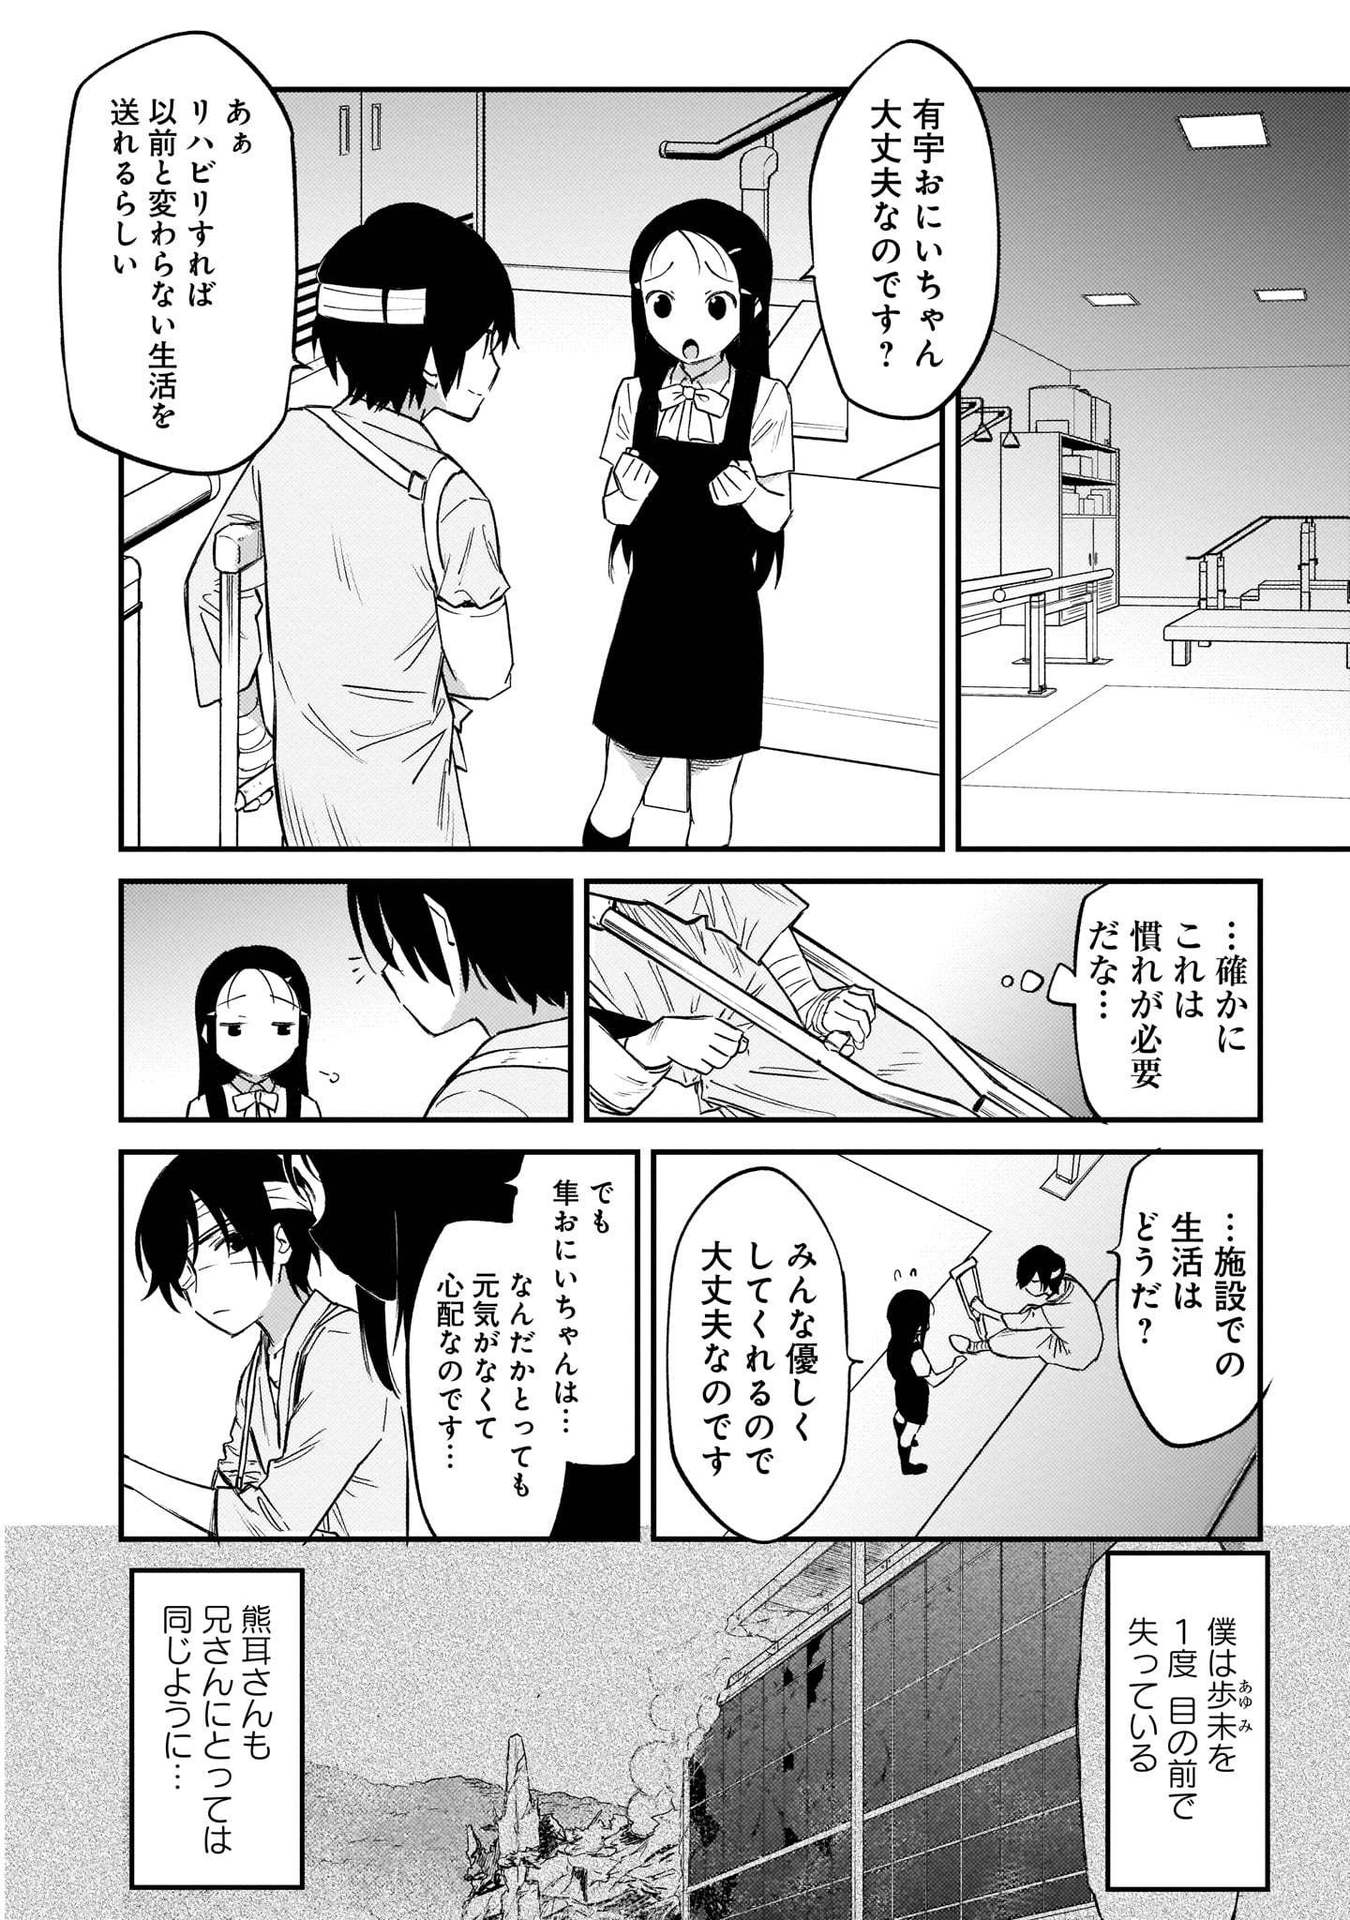 有宇おにいちゃん
大丈夫なのです?
あぁ
リハビリすれば
以前と変わらない生活を
送れるらしい
…確かに
これは
慣れが必要
だな…
…施設での
生活は
どうだ?
みんな優しく
してくれるので
大丈夫なのです
でも
隼おにいちゃんは…
なんだかとっても
元気がなくて
心配なのです…
僕は歩未を
あゆみ
1度 目の前で
失っている
熊耳さんも
兄さんにとっては
同じように…